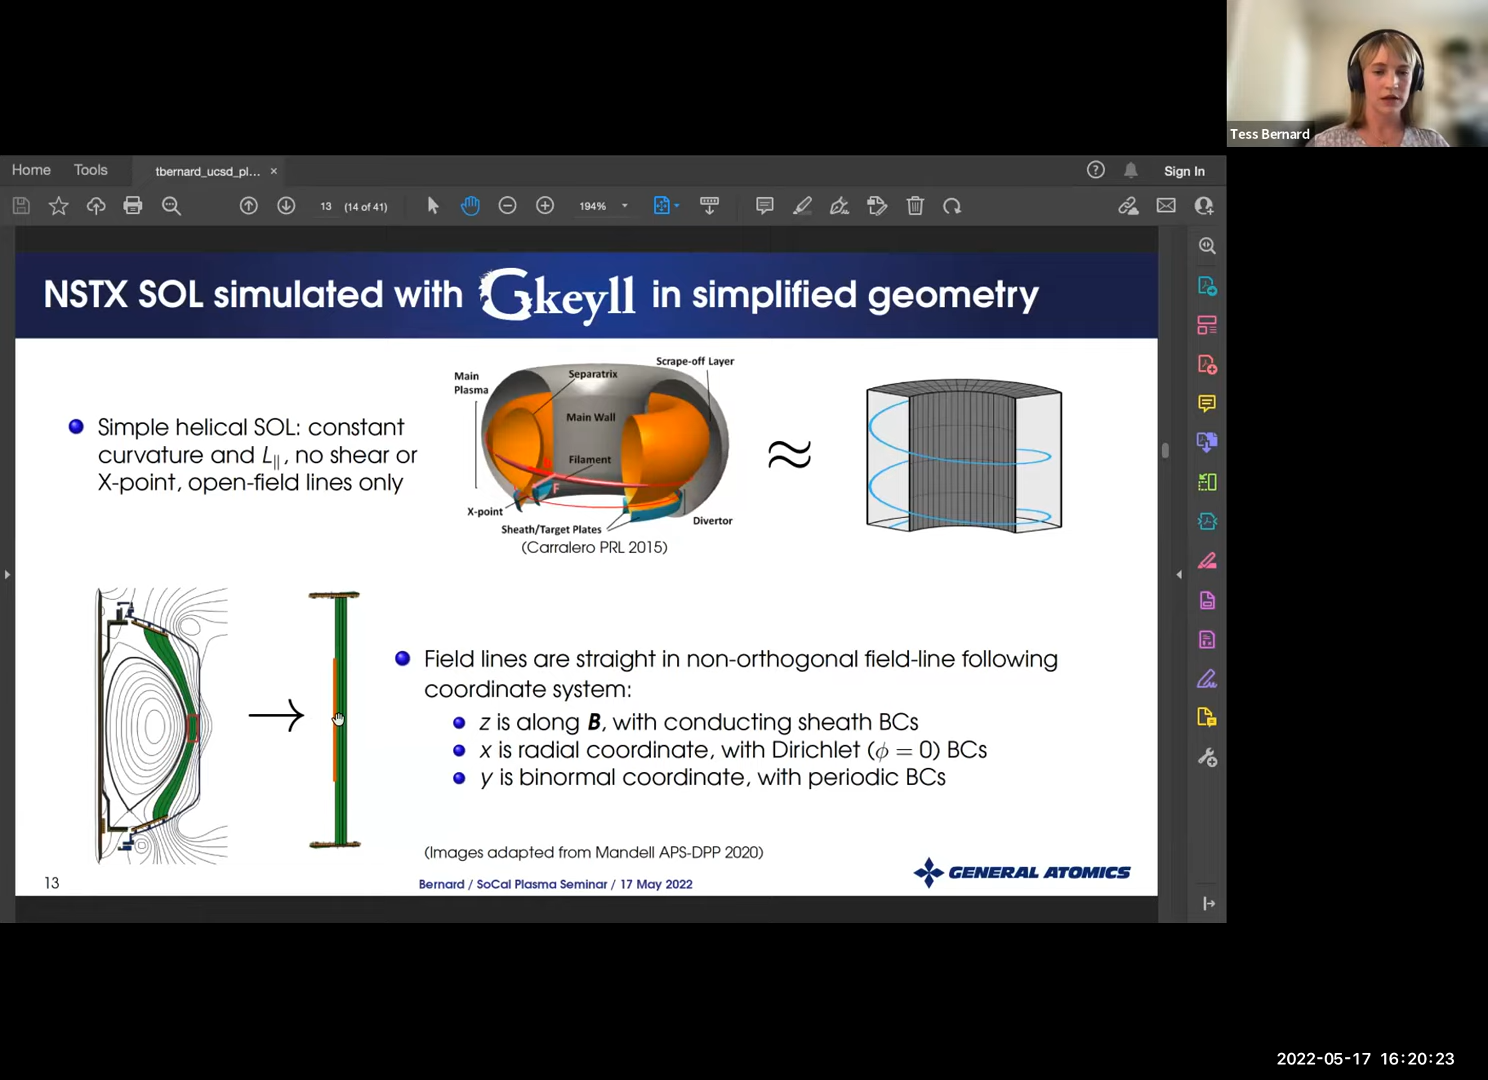 Tess Bernard
Home
Tools
tbernard_ucsd_pl...
×
Sign In
13
(14 of 41)
194%
NSTX SOL simulated with Gkeyll in simplified geometry
Simple helical SOL: constant
curvature and L∥, no shear or
X-point, open-field lines only
Main
Plasma
Separatrix
Scrape-off Layer
Main Wall
Filament
F
X-point
Sheath/Target Plates
Divertor
(Carralero PRL 2015)
≈
Field lines are straight in non-orthogonal field-line following
coordinate system:
z is along B, with conducting sheath BCs
x is radial coordinate, with Dirichlet (ϕ = 0) BCs
y is binormal coordinate, with periodic BCs
(Images adapted from Mandell APS-DPP 2020)
GENERAL ATOMICS
13
Bernard / SoCal Plasma Seminar / 17 May 2022
2022-05-17 16:20:23